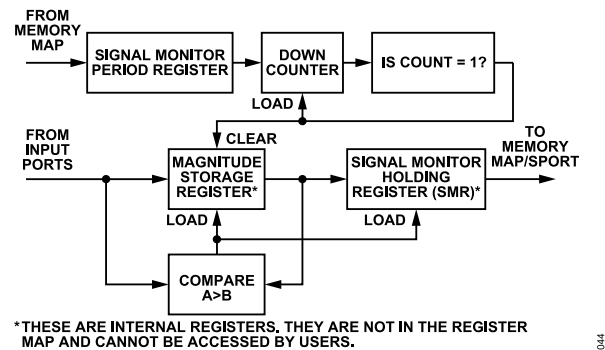 FROM
MEMORY
MAP
SIGNAL MONITOR
PERIOD REGISTER
DOWN
COUNTER
IS COUNT = 1?
LOAD
CLEAR
FROM
INPUT
PORTS
MAGNITUDE
STORAGE
REGISTER*
SIGNAL MONITOR
HOLDING
REGISTER (SMR)*
TO
MEMORY
MAP/SPORT
LOAD
LOAD
COMPARE
A>B
*THESE ARE INTERNAL REGISTERS. THEY ARE NOT IN THE REGISTER
MAP AND CANNOT BE ACCESSED BY USERS.
044